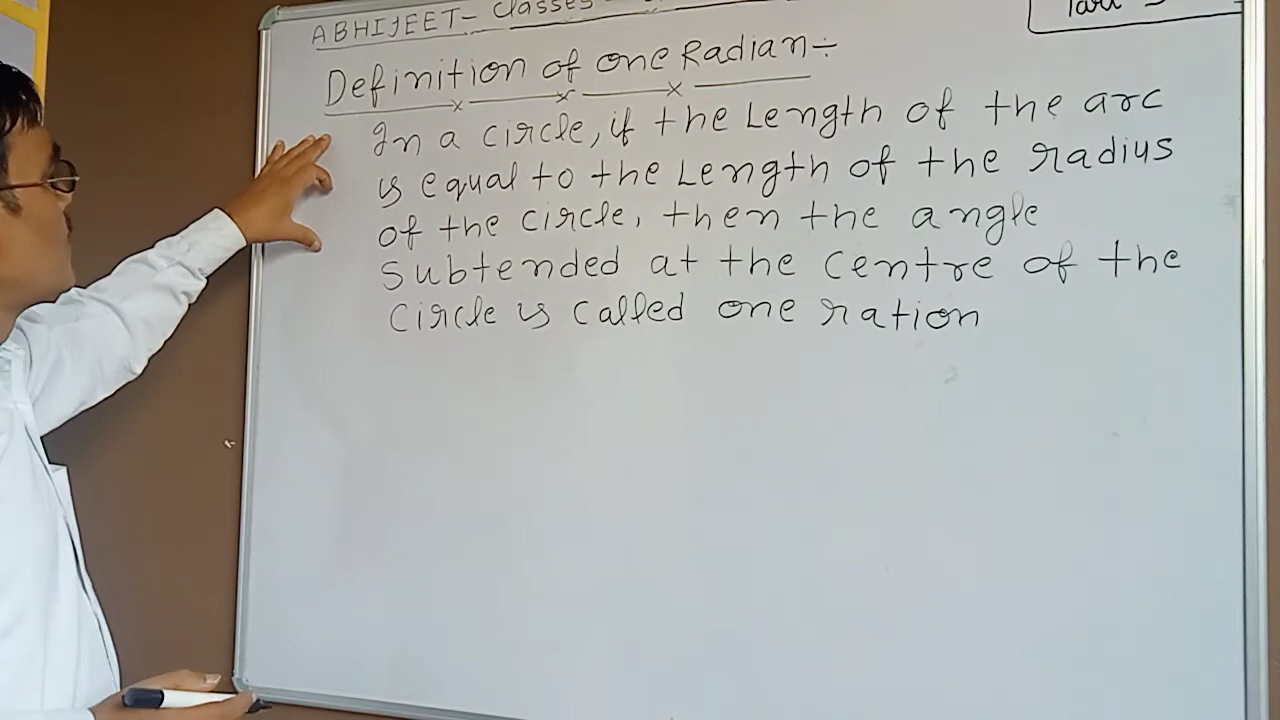 ABHIJEET- Classes
Definition of one Radian÷
In a circle, if the Length of the arc
is equal to the Length of the radius
of the circle, then the angle
Subtended at the Centre of the
Circle is called one ration